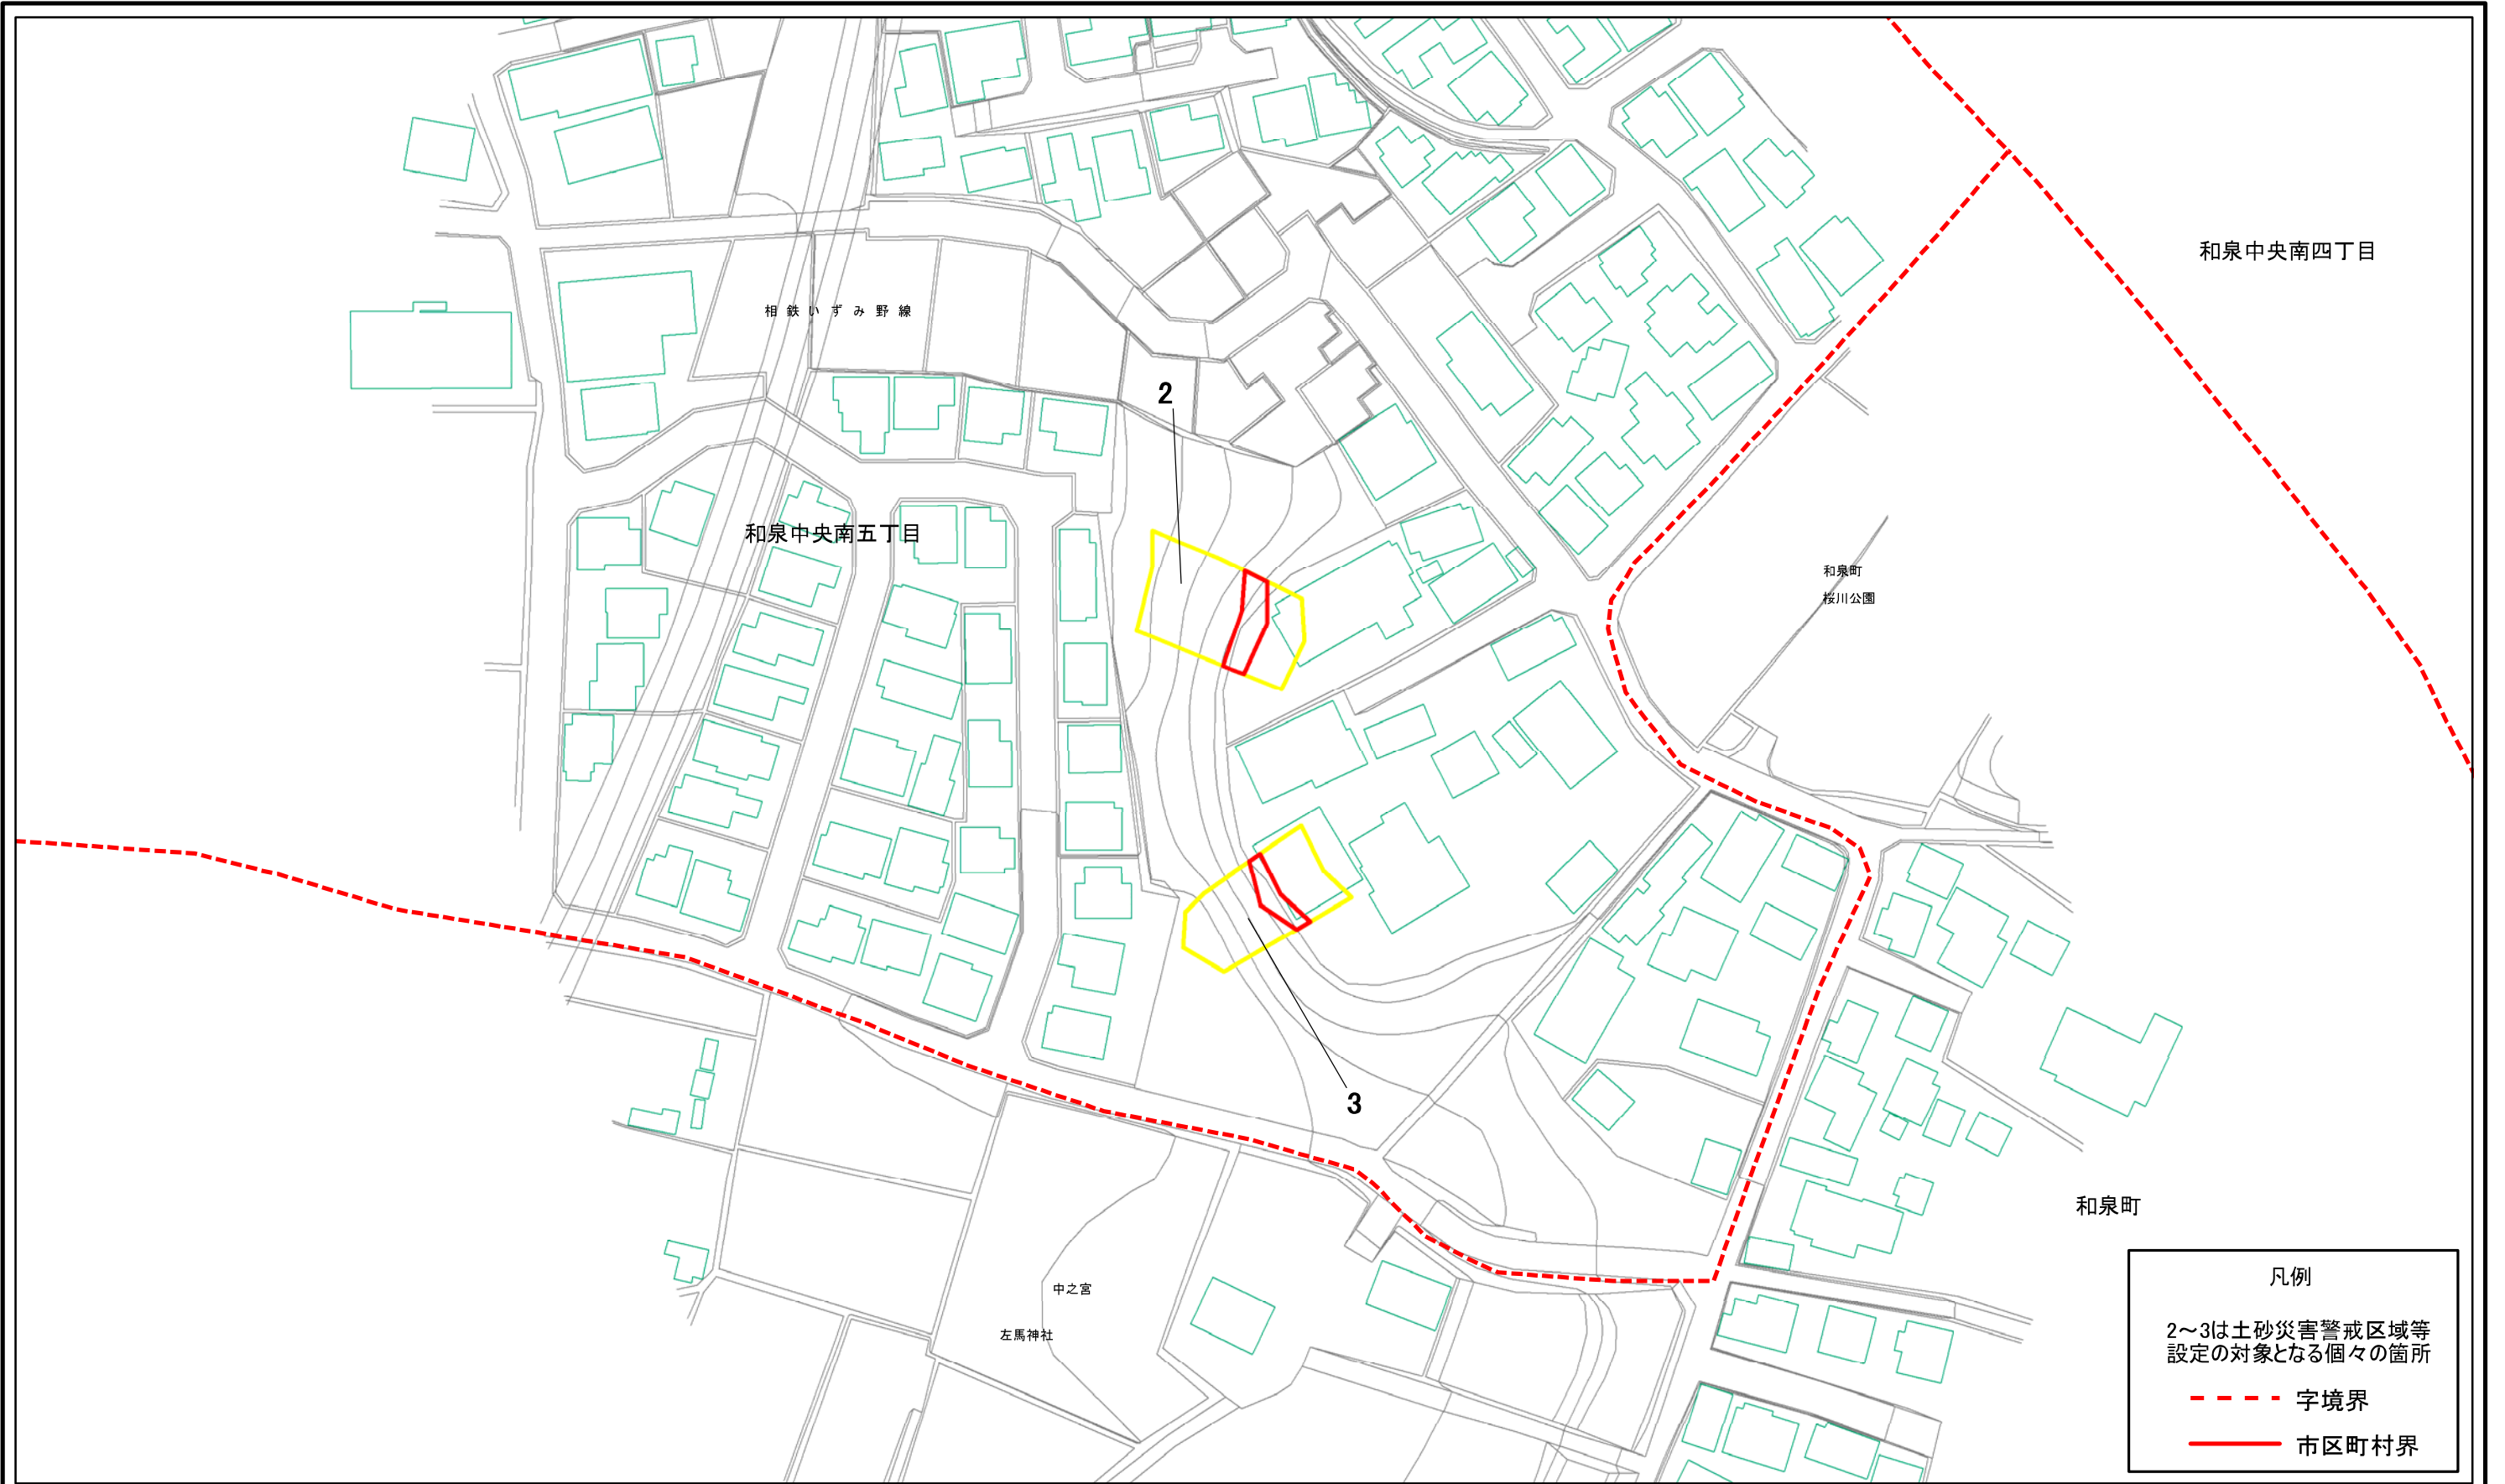 和泉中央南四丁目
相鉄いずみ野線
2
和泉中央南五丁目
和泉町
桜川公園
3
和泉町
中之宮
左馬神社
凡例
2～3は土砂災害警戒区域等
設定の対象となる個々の箇所
字境界
市区町村界